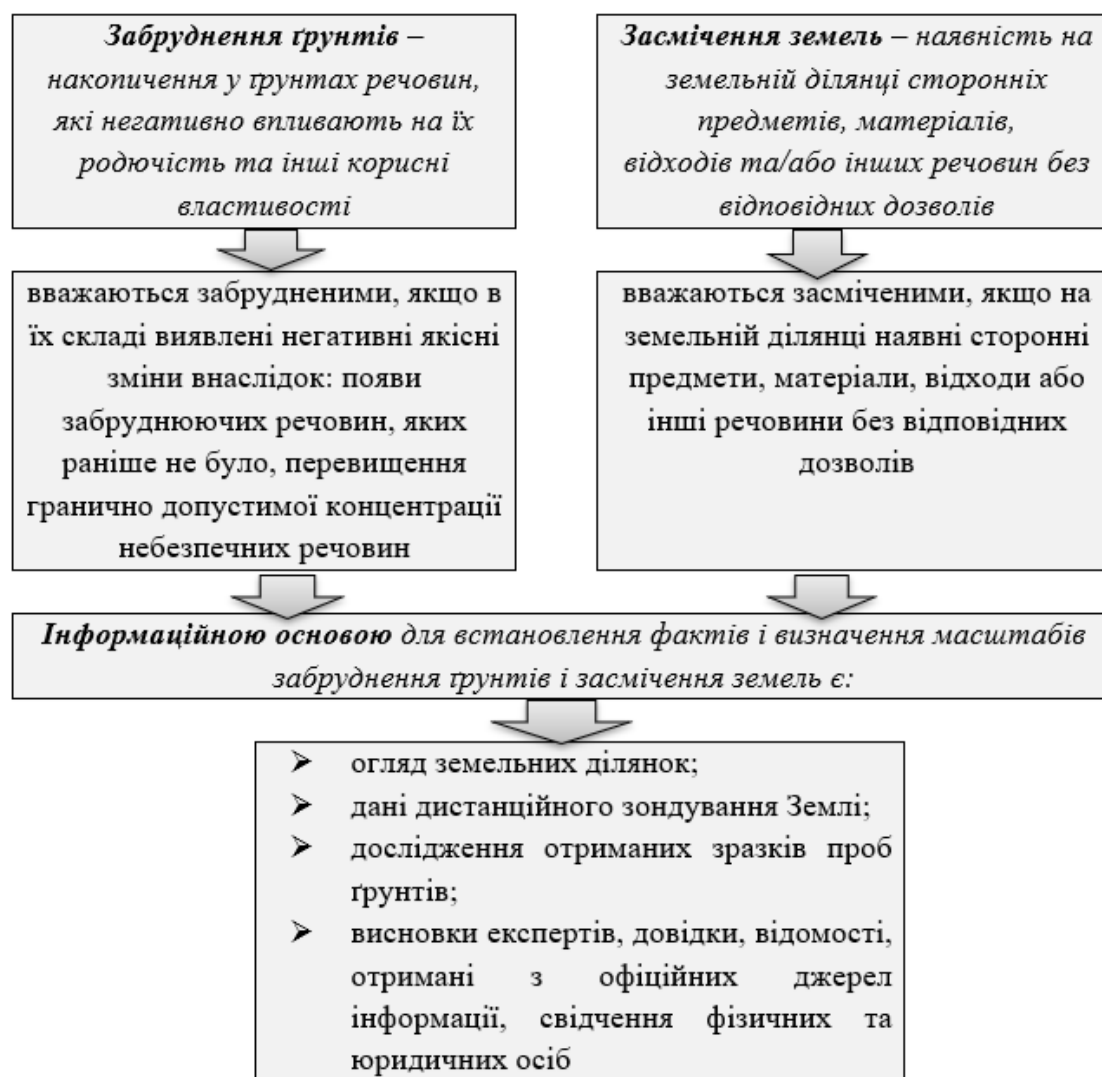 Забруднення ґрунтів –
накопичення у ґрунтах речовин,
які негативно впливають на їх
родючість та інші корисні
властивості
Засмічення земель – наявність на
земельній ділянці сторонніх
предметів, матеріалів,
відходів та/або інших речовин без
відповідних дозволів
вважаються забрудненими, якщо в
їх складі виявлені негативні якісні
зміни внаслідок: появи
забруднюючих речовин, яких
раніше не було, перевищення
гранично допустимої концентрації
небезпечних речовин
вважаються засміченими, якщо на
земельній ділянці наявні сторонні
предмети, матеріали, відходи або
інші речовини без відповідних
дозволів
Інформаційною основою для встановлення фактів і визначення масштабів
забруднення ґрунтів і засмічення земель є:
➢ огляд земельних ділянок;
➢ дані дистанційного зондування Землі;
➢ дослідження отриманих зразків проб
ґрунтів;
➢ висновки експертів, довідки, відомості,
отримані з офіційних джерел
інформації, свідчення фізичних та
юридичних осіб